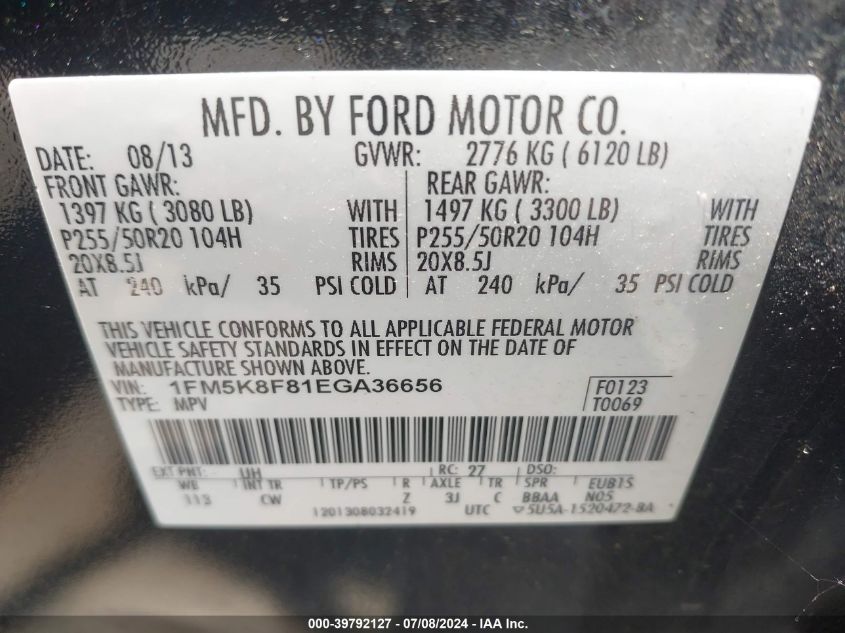 MFD. BY FORD MOTOR CO.
DATE: 08/13 GVWR: 2776 KG ( 6120 LB)
FRONT GAWR: REAR GAWR:
1397 KG ( 3080 LB) WITH 1497 KG ( 3300 LB) WITH
P255/50R20 104H TIRES P255/50R20 104H TIRES
20X8.5J RIMS 20X8.5J RIMS
AT 240 kPa/ 35 PSI COLD AT 240 kPa/ 35 PSI COLD
THIS VEHICLE CONFORMS TO ALL APPLICABLE FEDERAL MOTOR
VEHICLE SAFETY STANDARDS IN EFFECT ON THE DATE OF
MANUFACTURE SHOWN ABOVE.
VIN: 1FM5K8F81EGA36656 F0123
TYPE: MPV T0069
EXT PNT: UH RC: 27 DSO:
WB INT TR TP/PS R AXLE TR SPR EUB1S
113 CW Z 3J C BBAA N05
1201308032419 UTC ▽5U5A-1520472-BA
000-39792127 - 07/08/2024 - IAA Inc.